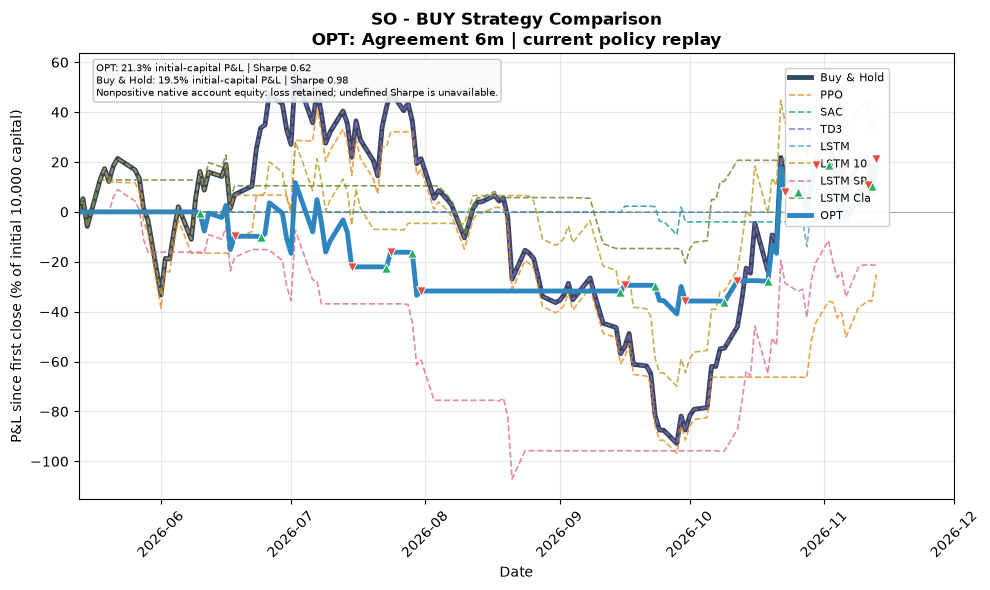 SO - BUY Strategy Comparison
OPT: Agreement 6m | current policy replay
OPT: 21.3% initial-capital P&L | Sharpe 0.62
Buy & Hold: 19.5% initial-capital P&L | Sharpe 0.98
Nonpositive native account equity: loss retained; undefined Sharpe is unavailable.
Buy & Hold
PPO
SAC
TD3
LSTM
LSTM 10
LSTM SP
LSTM Cla
OPT
P&L since first close (% of initial 10,000 capital)
60
40
20
0
−20
−40
−60
−80
−100
2026-06
2026-07
2026-08
2026-09
2026-10
2026-11
2026-12
Date